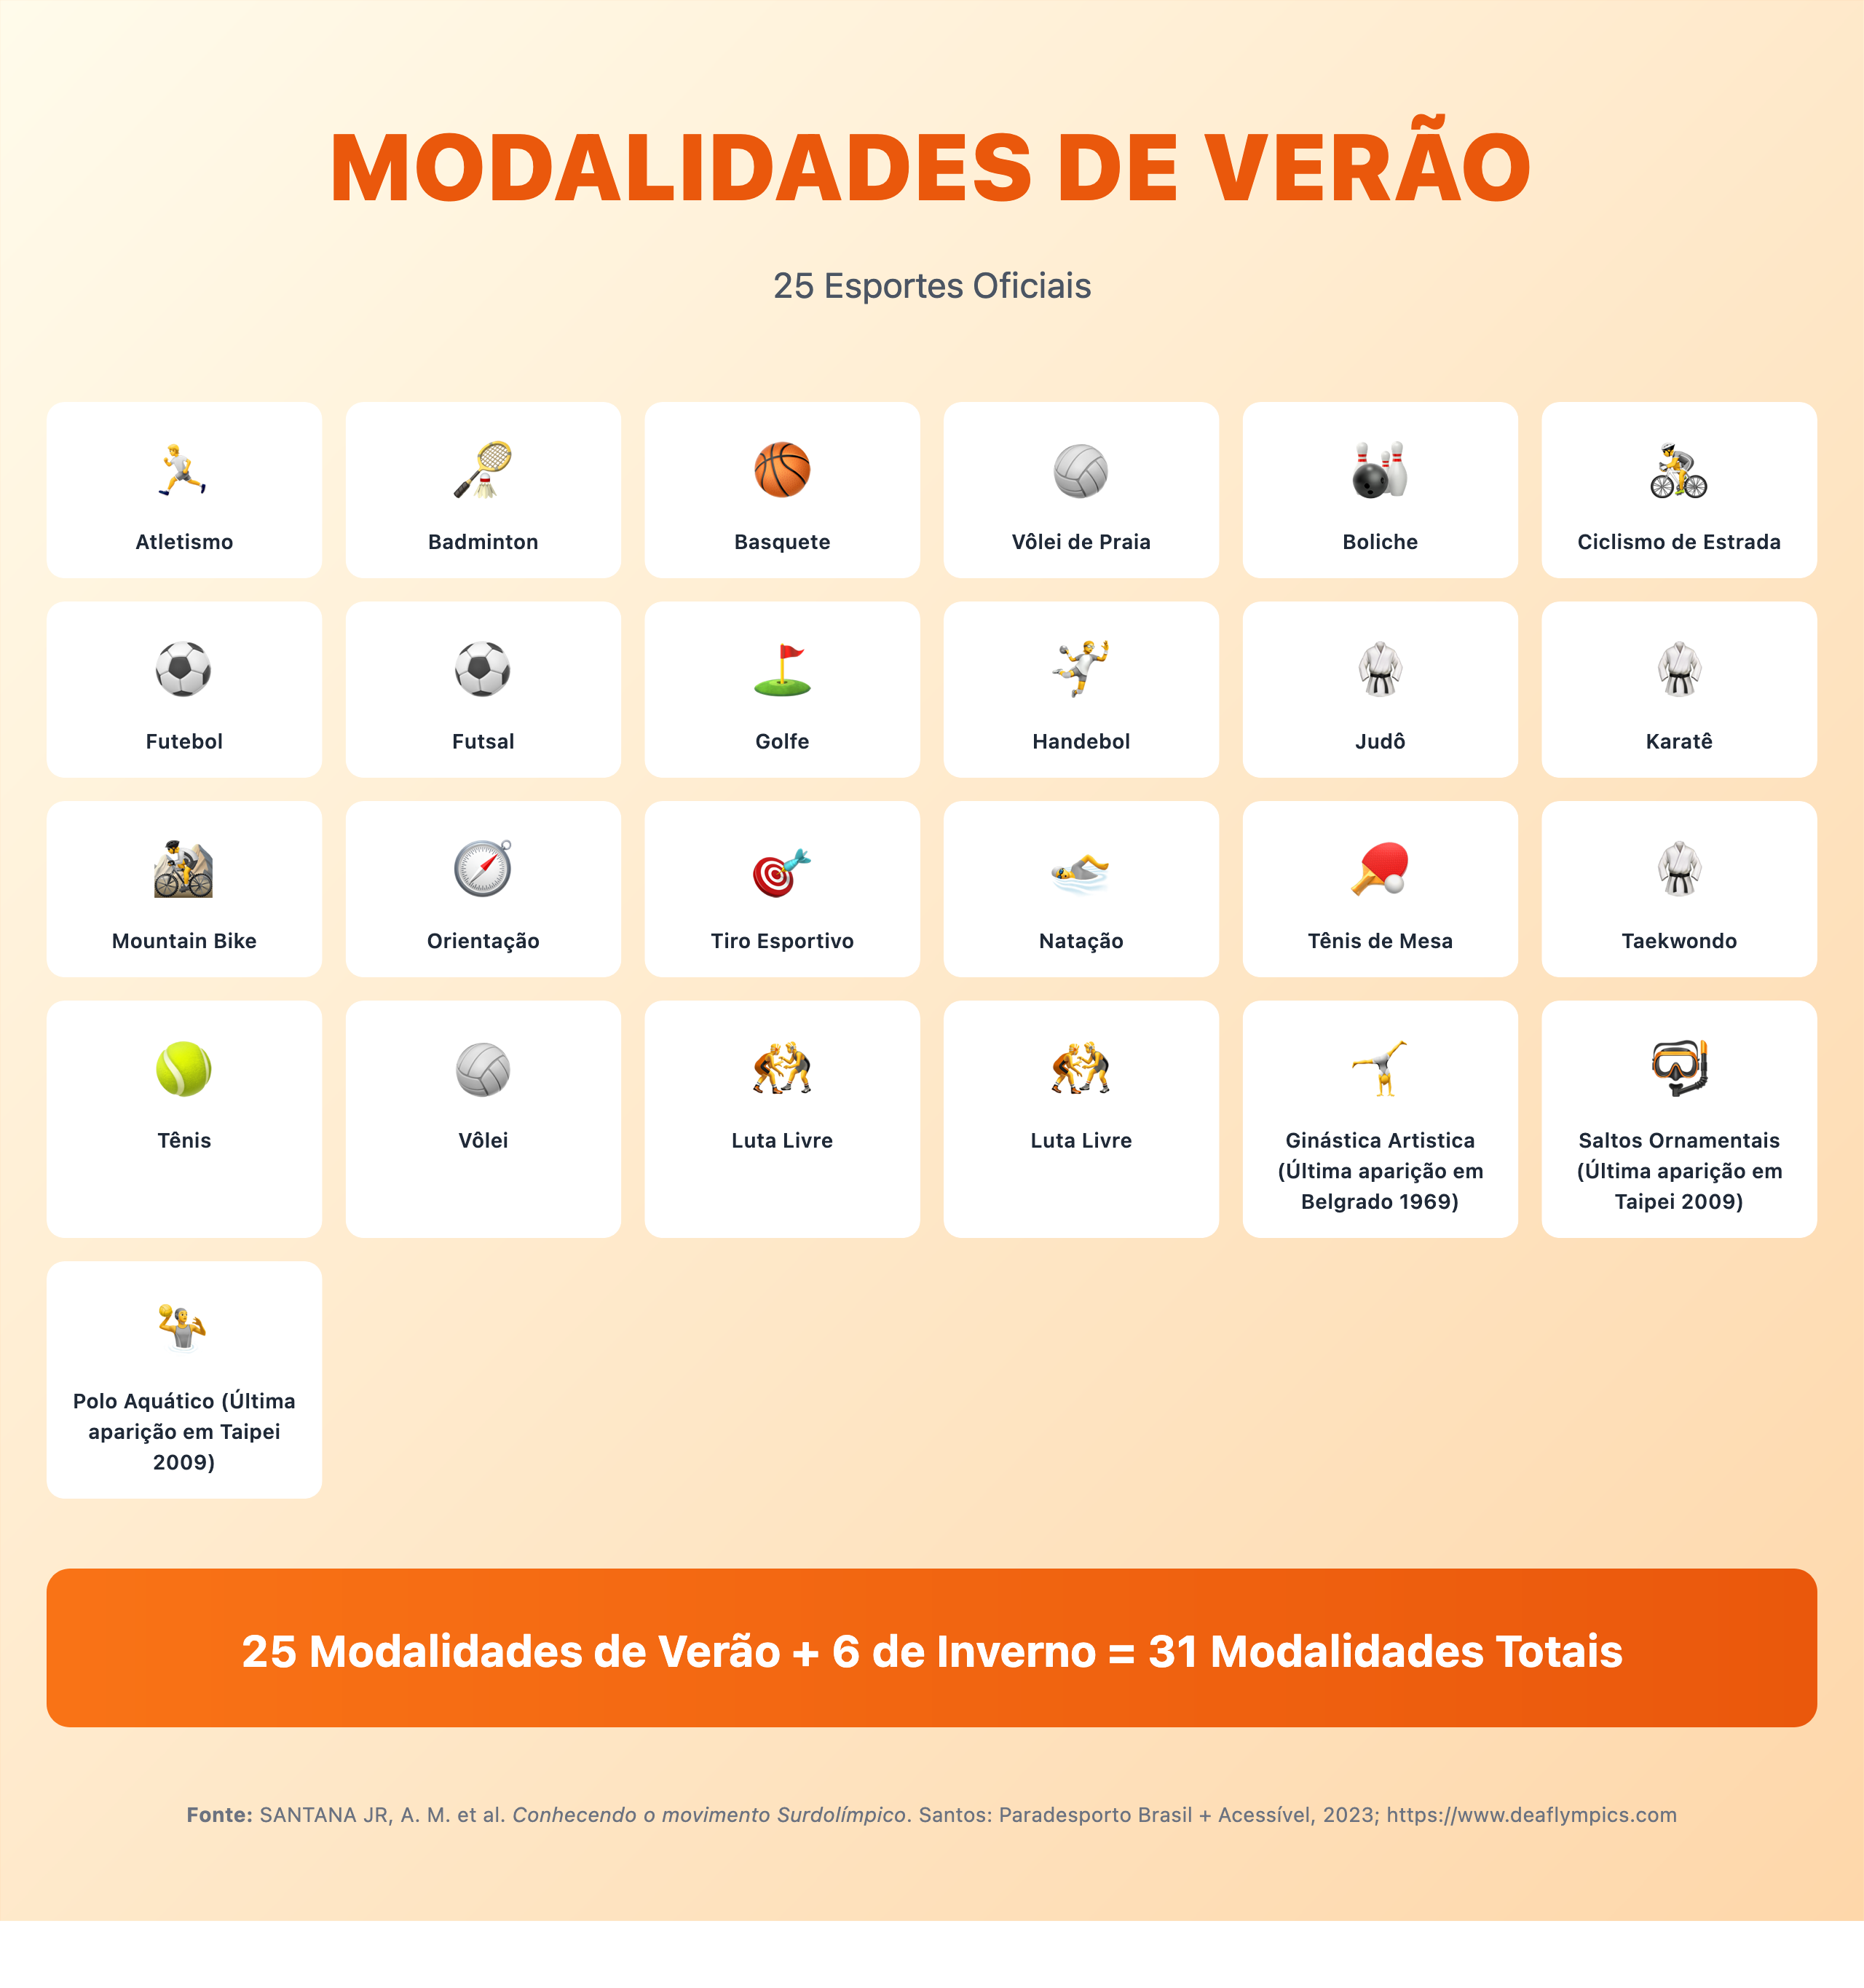 MODALIDADES DE VERÃO
25 Esportes Oficiais
Atletismo
Badminton
Basquete
Vôlei de Praia
Boliche
Ciclismo de Estrada
Futebol
Futsal
Golfe
Handebol
Judô
Karatê
Mountain Bike
Orientação
Tiro Esportivo
Natação
Tênis de Mesa
Taekwondo
Tênis
Vôlei
Luta Livre
Luta Livre
Ginástica Artistica
(Última aparição em
Belgrado 1969)
Saltos Ornamentais
(Última aparição em
Taipei 2009)
Polo Aquático (Última
aparição em Taipei
2009)
25 Modalidades de Verão + 6 de Inverno = 31 Modalidades Totais
Fonte: SANTANA JR, A. M. et al. Conhecendo o movimento Surdolímpico. Santos: Paradesporto Brasil + Acessível, 2023; https://www.deaflympics.com